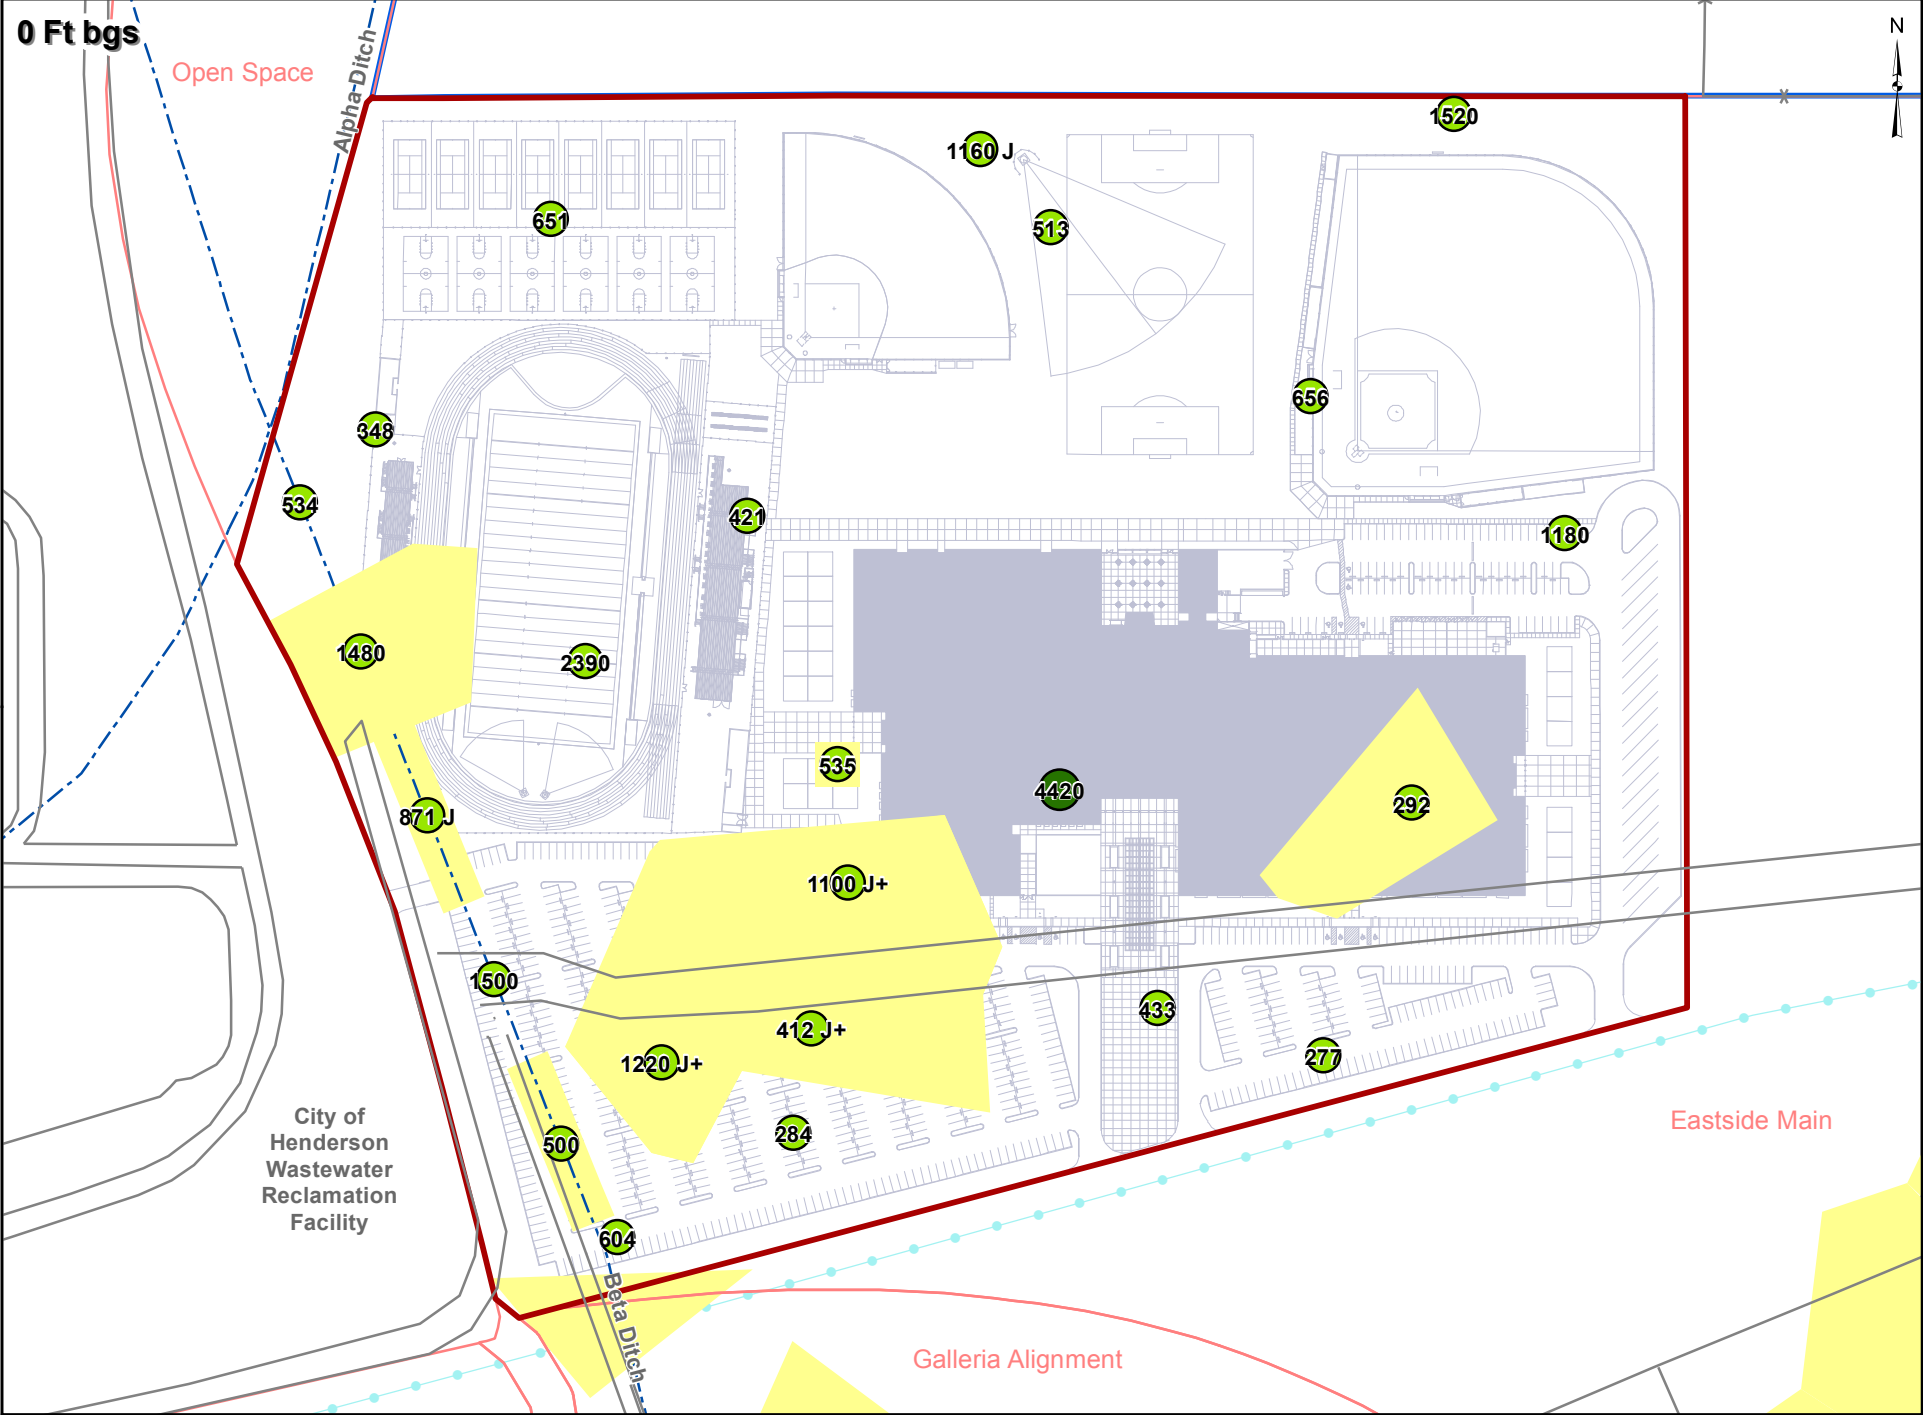 0 Ft bgs
N
Open Space
Alpha Ditch
1520
1160 J
651
513
656
348
534
421
1180
1480
2390
535
4420
292
871 J
1100 J+
1500
433
412 J+
1220 J+
277
City of
Henderson
Wastewater
Reclamation
Facility
284
500
Eastside Main
604
Beta Ditch
Galleria Alignment